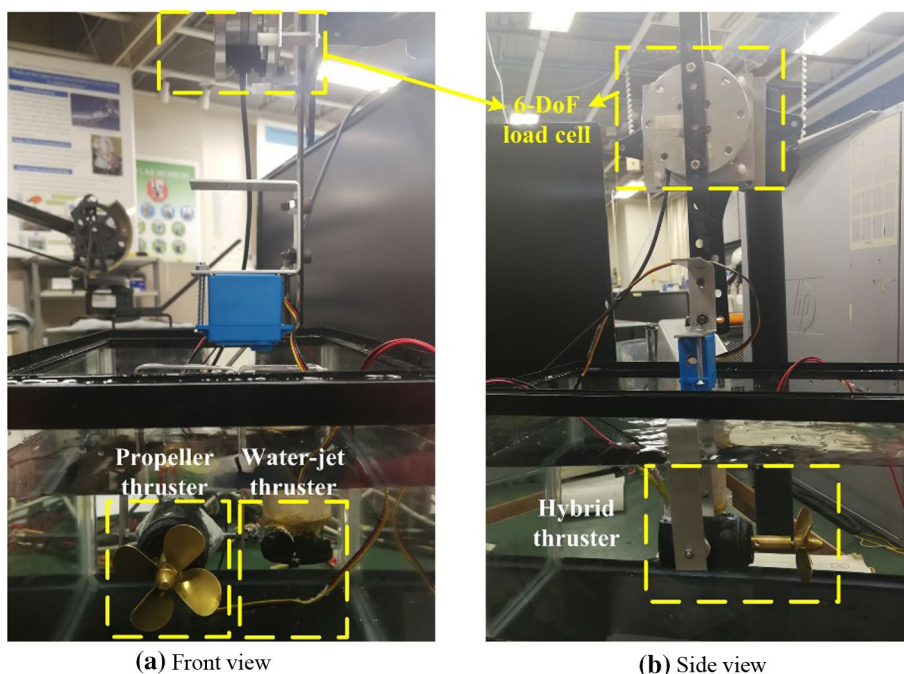 6-DoF
load cell
Propeller
thruster
Water-jet
thruster
Hybrid
thruster
(a) Front view
(b) Side view